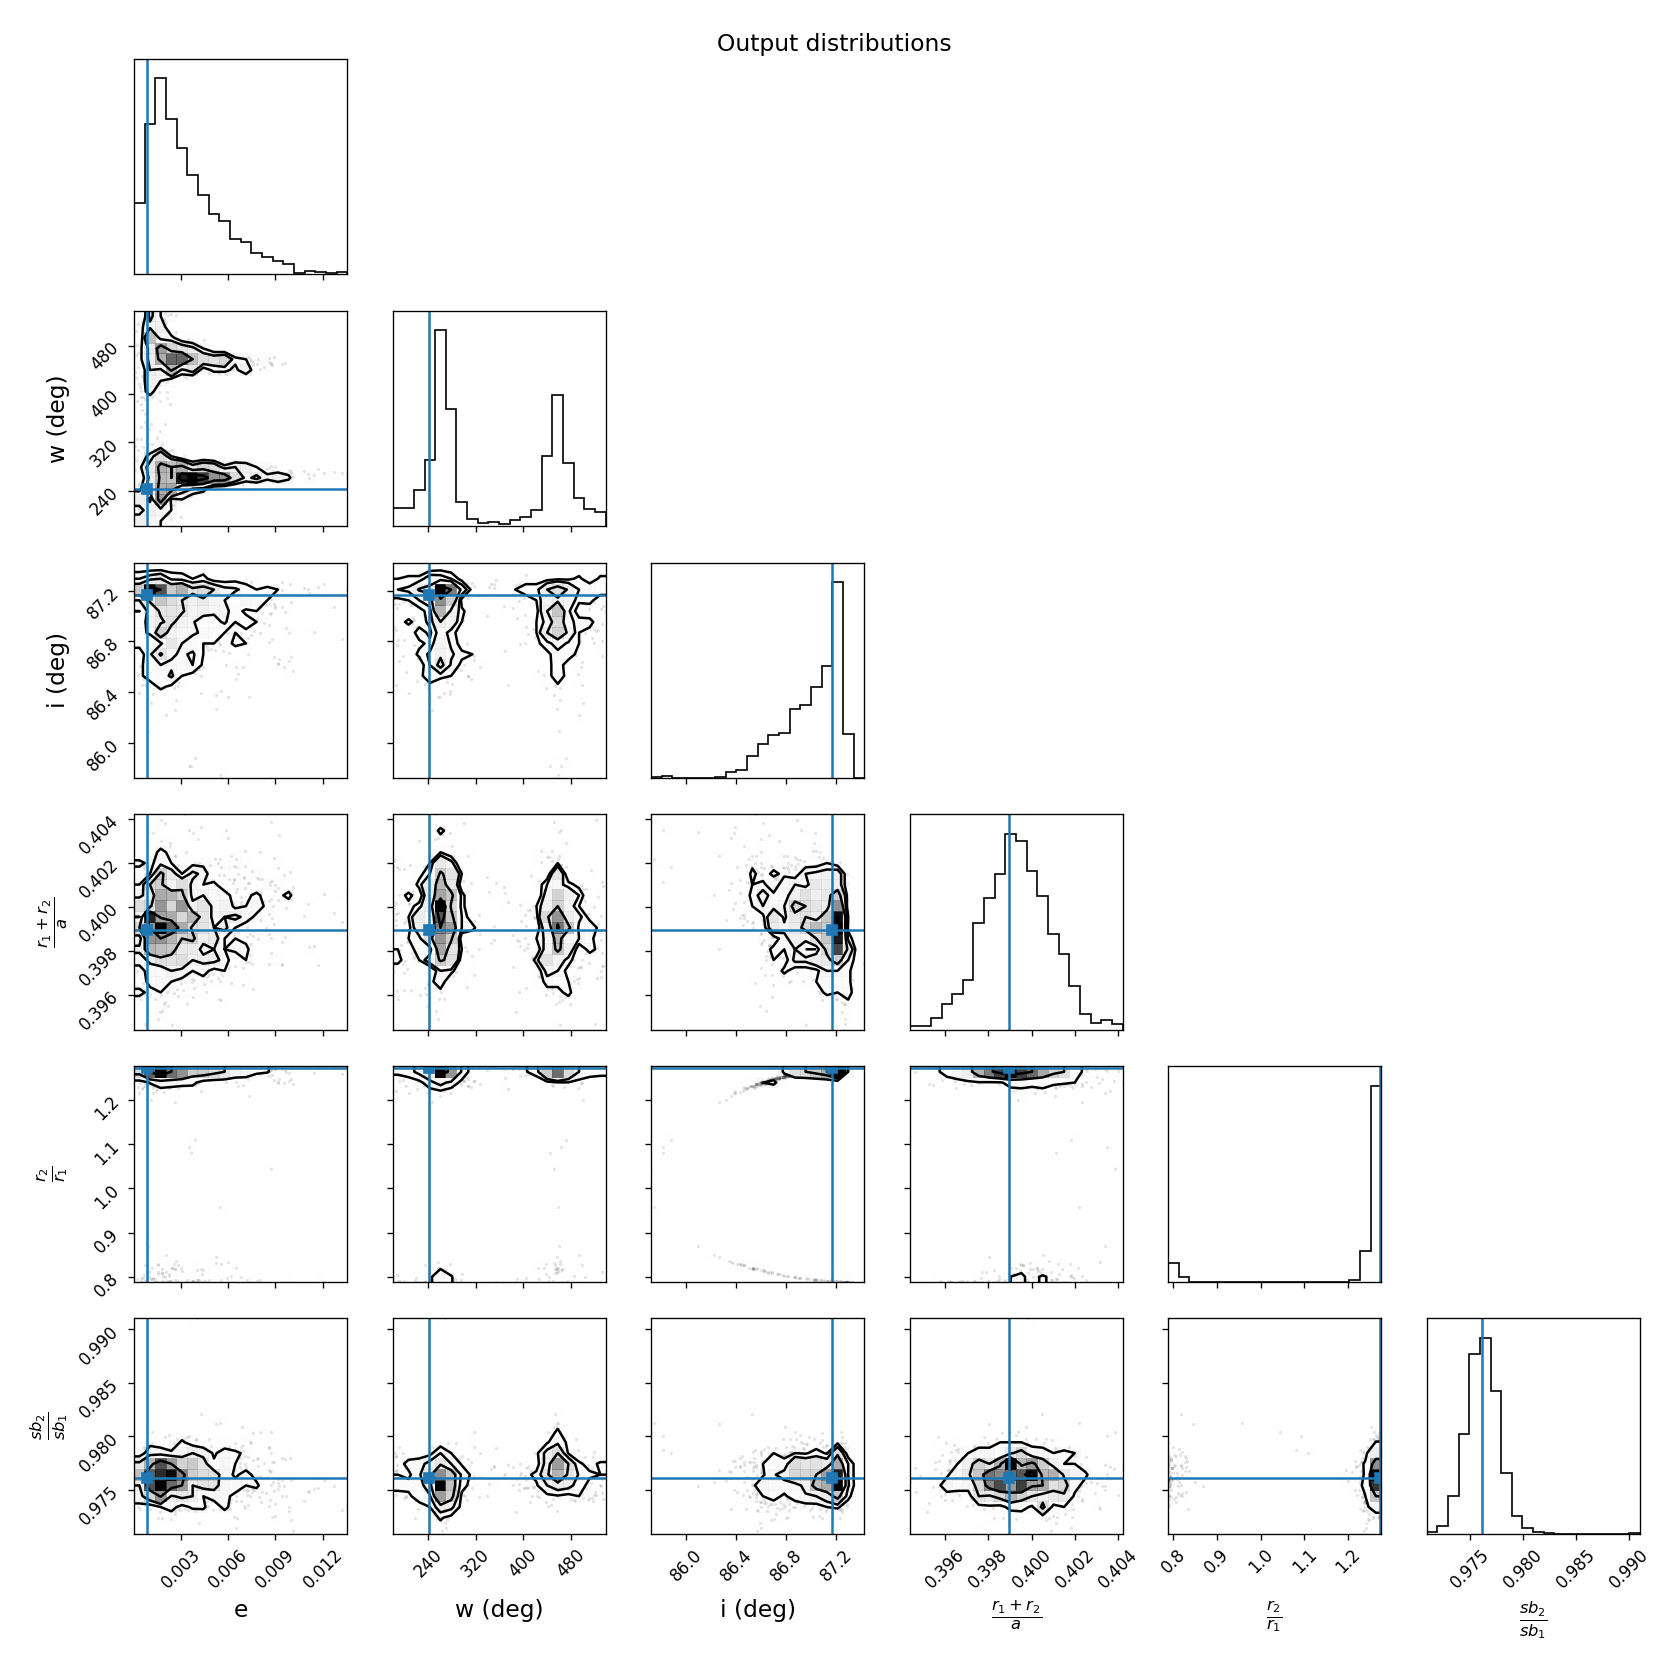 Output distributions
w (deg)
480
400
320
240
i (deg)
87.2
86.8
86.4
86.0
r₁ + r₂
a
0.404
0.402
0.400
0.398
0.396
r₂
r₁
1.2
1.1
1.0
0.9
0.8
sb₂
sb₁
0.990
0.985
0.980
0.975
0.003 0.006 0.009 0.012
240 320 400 480
86.0 86.4 86.8 87.2
0.396 0.398 0.400 0.402 0.404
0.8 0.9 1.0 1.1 1.2
0.975 0.980 0.985 0.990
e
w (deg)
i (deg)
r₁ + r₂
a
r₂
r₁
sb₂
sb₁